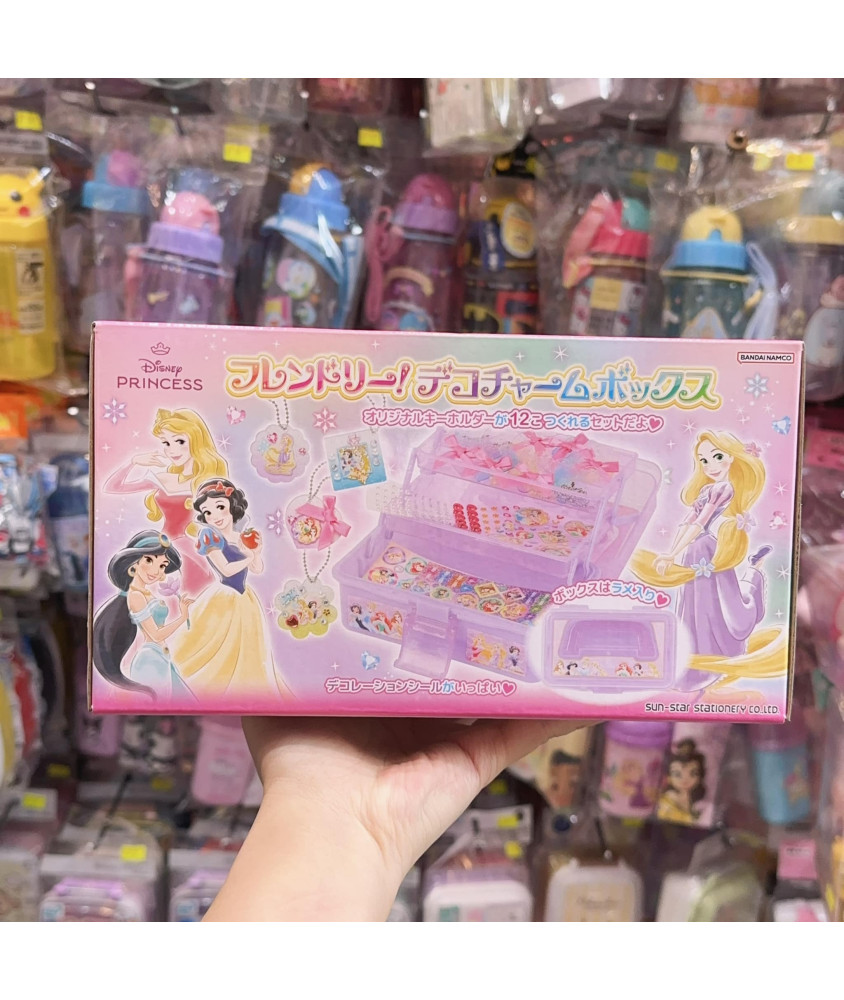 Disney
PRINCESS
フレンドリー!デコチャームボックス
BANDAI NAMCO
オリジナルキーホルダーが12こつくれるセットだよ♥
ボックスはラメ入り♥
デコレーションシールがいっぱい♥
sun-star stationery co.,ltd.